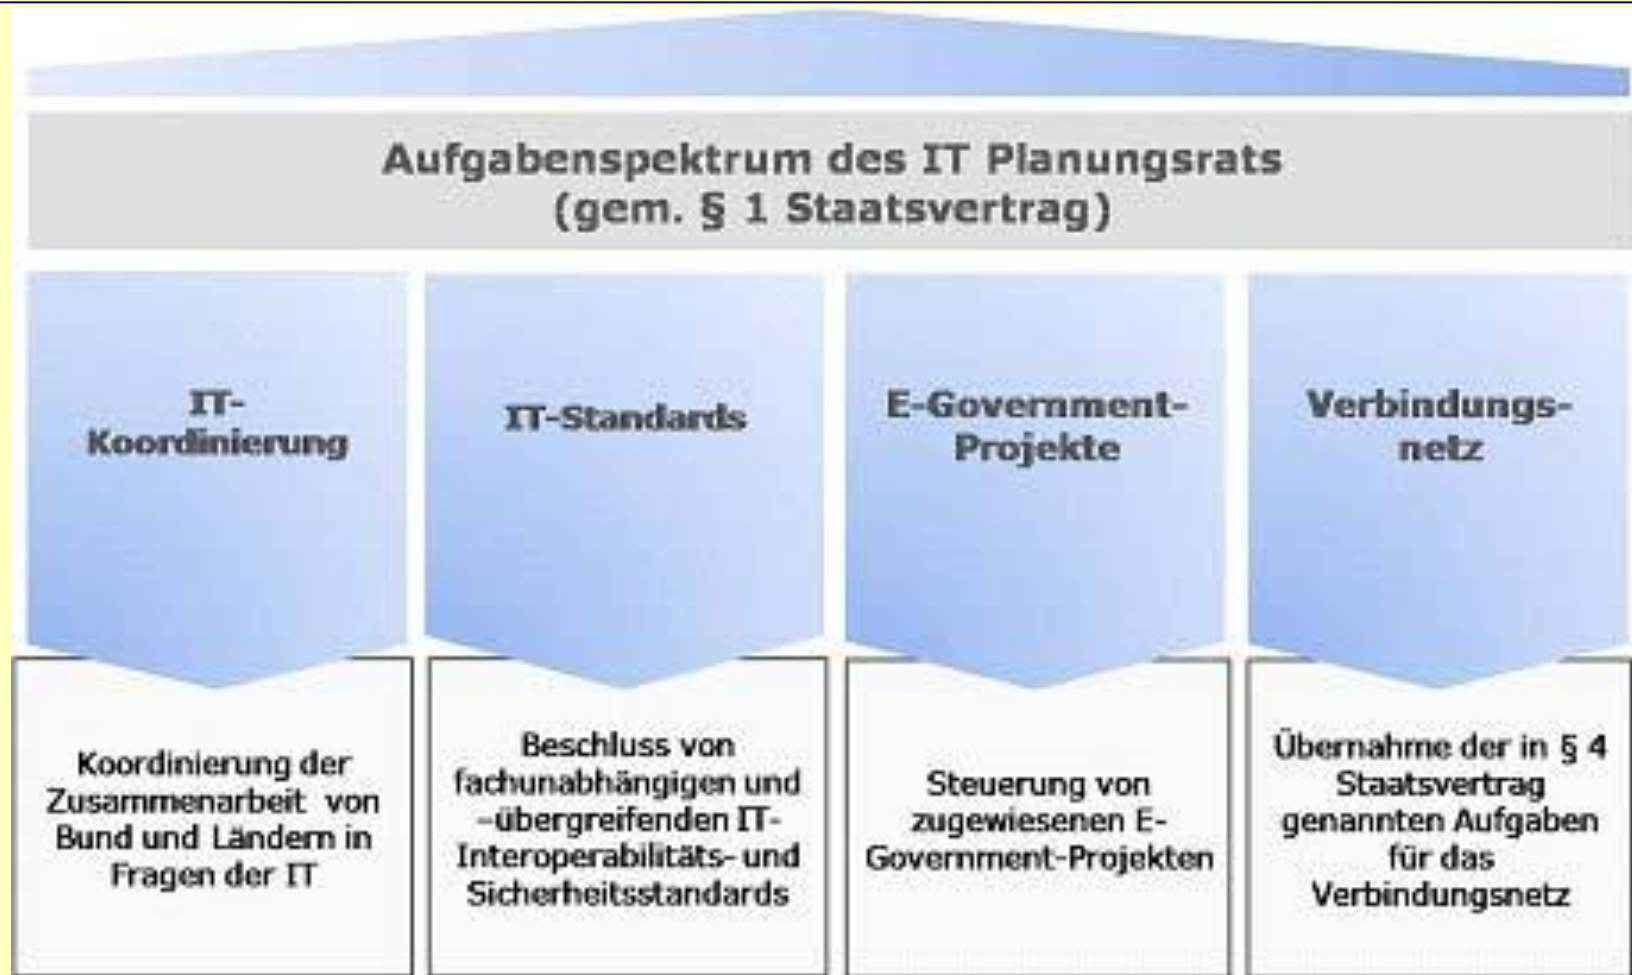 Aufgabenspektrum des IT Planungsrats
(gem. § 1 Staatsvertrag)
IT-
Koordinierung
Koordinierung der
Zusammenarbeit von
Bund und Ländern in
Fragen der IT
IT-Standards
Beschluss von
fachunabhängigen und
–übergreifenden IT-
Interoperabilitäts- und
Sicherheitsstandards
E-Government-
Projekte
Steuerung von
zugewiesenen E-
Government-Projekten
Verbindungs-
netz
Übernahme der in § 4
Staatsvertrag
genannten Aufgaben
für das
Verbindungsnetz